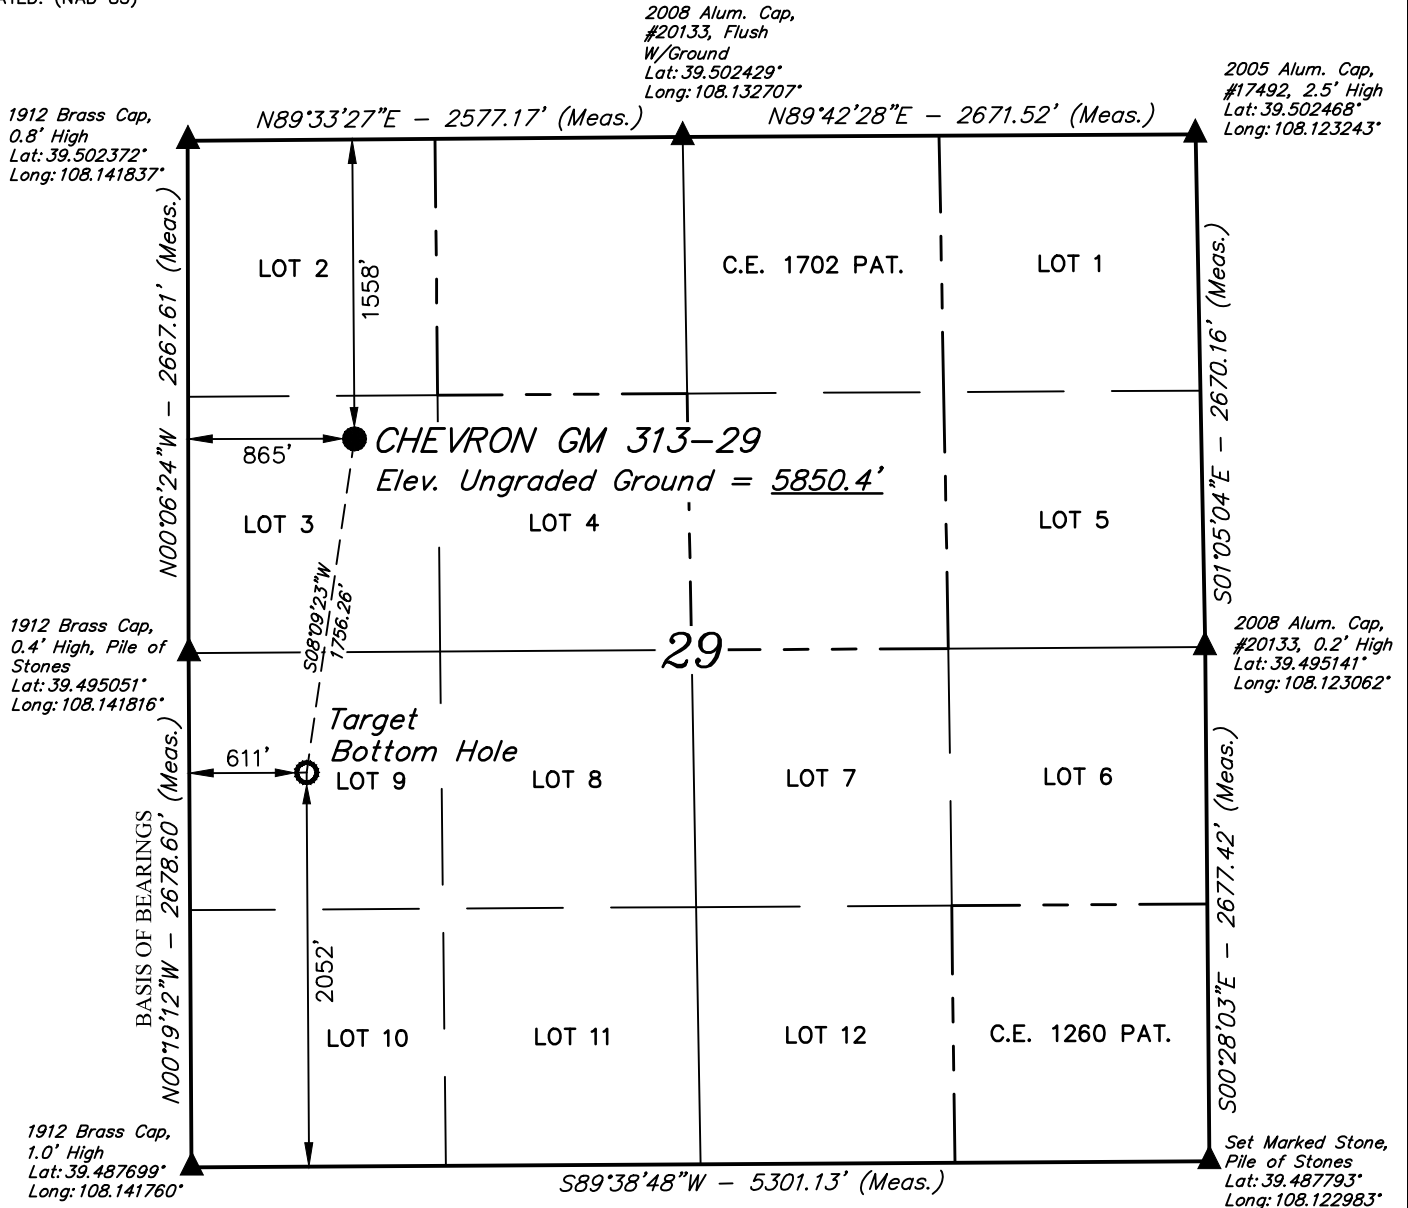 2008 Alum. Cap,
#20133, Flush
W/Ground
Lat: 39.502429°
Long: 108.132707°
2005 Alum. Cap,
#17492, 2.5' High
Lat: 39.502468°
Long: 108.123243°
1912 Brass Cap,
0.8' High
Lat: 39.502372°
Long: 108.141837°
N89°33'27"E – 2577.17' (Meas.)
N89°42'28"E – 2671.52' (Meas.)
N00°06'24"W – 2667.61' (Meas.)
LOT 2
1558'
C.E. 1702 PAT.
LOT 1
S01°05'04"E – 2670.16' (Meas.)
865'
CHEVRON GM 313–29
Elev. Ungraded Ground = 5850.4'
LOT 3
LOT 4
LOT 5
S08°09'23"W
1756.26'
1912 Brass Cap,
0.4' High, Pile of
Stones
Lat: 39.495051°
Long: 108.141816°
29
2008 Alum. Cap,
#20133, 0.2' High
Lat: 39.495141°
Long: 108.123062°
Target
Bottom Hole
611'
LOT 9
LOT 8
LOT 7
LOT 6
BASIS OF BEARINGS
N00°19'12"W – 2678.60' (Meas.)
2052'
S00°28'03"E – 2677.42' (Meas.)
LOT 10
LOT 11
LOT 12
C.E. 1260 PAT.
1912 Brass Cap,
1.0' High
Lat: 39.487699°
Long: 108.141760°
S89°38'48"W – 5301.13' (Meas.)
Set Marked Stone,
Pile of Stones
Lat: 39.487793°
Long: 108.122983°